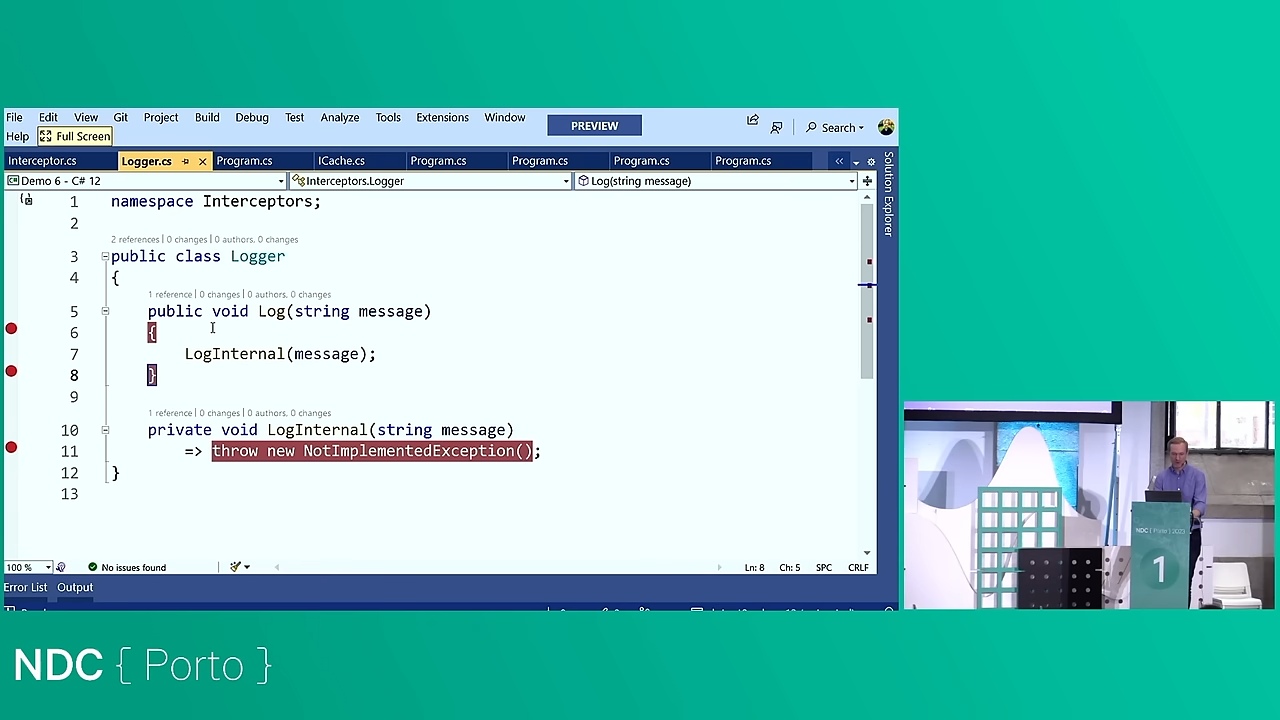 File Edit View Git Project Build Debug Test Analyze Tools Extensions Window PREVIEW Search
Help Full Screen
Interceptor.cs Logger.cs Program.cs ICache.cs Program.cs Program.cs Program.cs Program.cs
Demo 6 - C# 12 Interceptors.Logger Log(string message)
Solution Explorer
1 namespace Interceptors;
2
2 references | 0 changes | 0 authors, 0 changes
3 public class Logger
4 {
1 reference | 0 changes | 0 authors, 0 changes
5 public void Log(string message)
6 {
7 LogInternal(message);
8 }
9
1 reference | 0 changes | 0 authors, 0 changes
10 private void LogInternal(string message)
11 => throw new NotImplementedException();
12 }
13
100 % No issues found Ln: 8 Ch: 5 SPC CRLF
Error List Output
NDC { Porto } 2023
1
NDC { Porto }